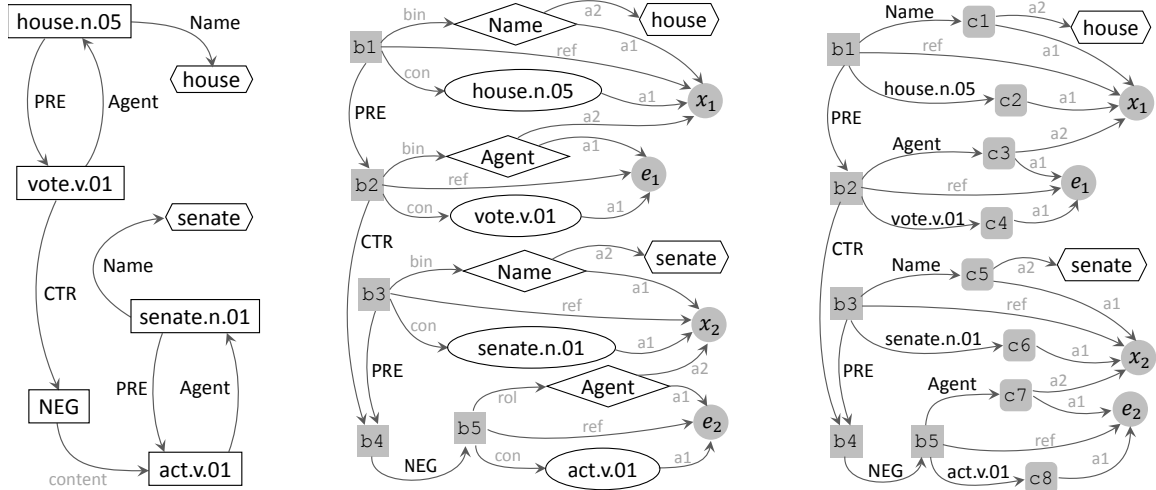 house.n.05
Name
house
PRE
Agent
vote.v.01
senate
Name
CTR
senate.n.01
PRE
Agent
NEG
content
act.v.01
bin
Name
a2
house
b1
ref
a1
con
house.n.05
a1
x1
PRE
a2
bin
Agent
a1
b2
ref
e1
con
vote.v.01
a1
CTR
bin
Name
a2
senate
b3
a1
ref
x2
con
senate.n.01
a1
PRE
a2
rol
Agent
a1
b4
b5
ref
e2
NEG
con
act.v.01
a1
Name
c1
a2
house
b1
ref
a1
house.n.05
c2
a1
x1
PRE
Agent
c3
a2
a1
b2
ref
e1
vote.v.01
c4
a1
CTR
Name
c5
a2
senate
b3
ref
a1
senate.n.01
c6
a1
x2
PRE
Agent
c7
a2
a1
e2
b4
b5
ref
NEG
act.v.01
c8
a1